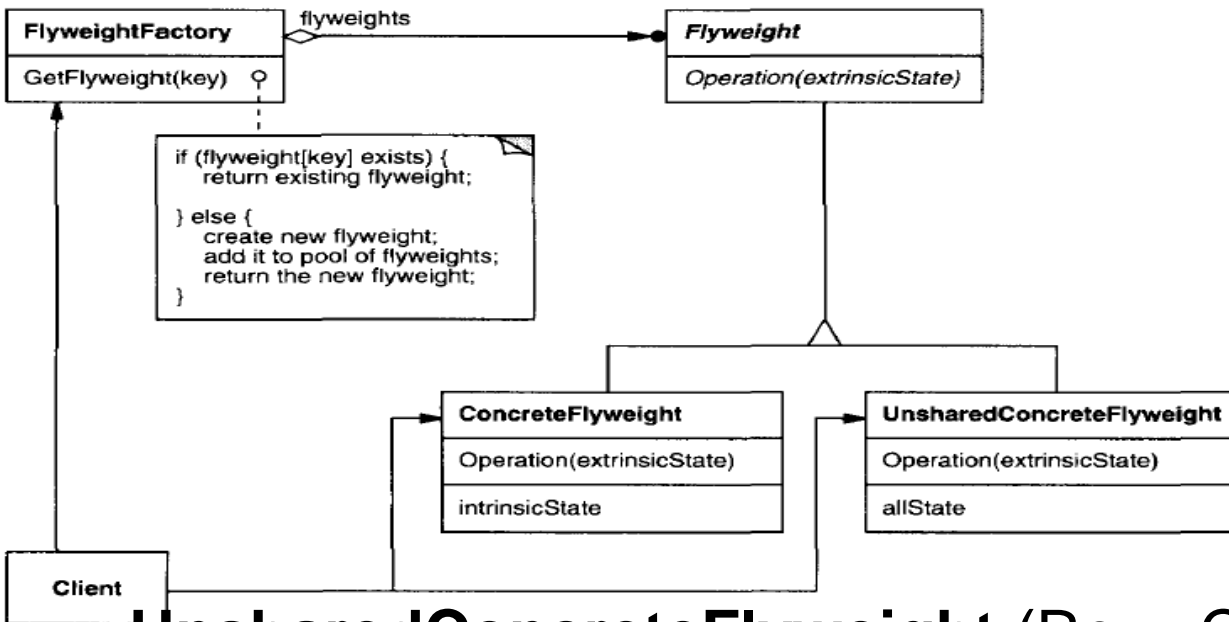 FlyweightFactory
GetFlyweight(key)
flyweights
Flyweight
Operation(extrinsicState)
if (flyweight[key] exists) {
return existing flyweight;
} else {
create new flyweight;
add it to pool of flyweights;
return the new flyweight;
}
ConcreteFlyweight
Operation(extrinsicState)
intrinsicState
UnsharedConcreteFlyweight
Operation(extrinsicState)
allState
Client
UnsharedConcreteFlyweight